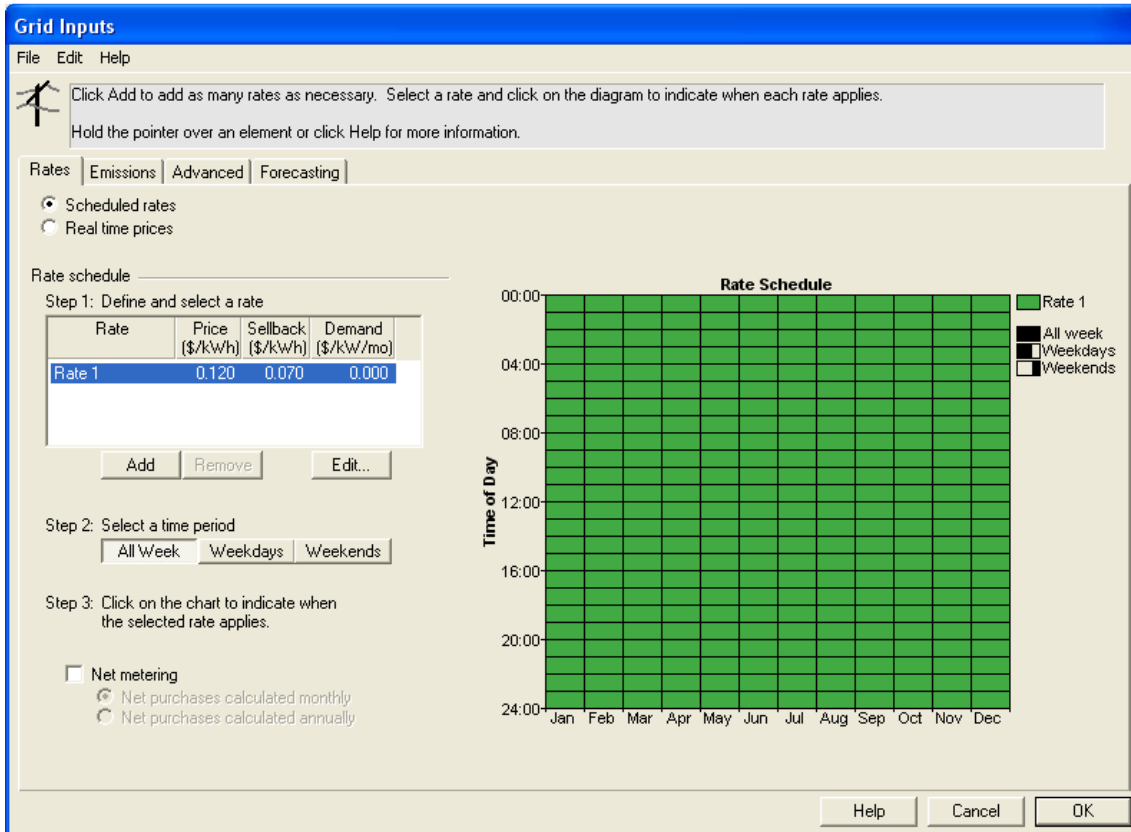 Grid Inputs
File Edit Help
Click Add to add as many rates as necessary. Select a rate and click on the diagram to indicate when each rate applies.
Hold the pointer over an element or click Help for more information.
Rates Emissions Advanced Forecasting
Scheduled rates
Real time prices
Rate schedule
Step 1: Define and select a rate
Rate Price Sellback Demand
($/kWh) ($/kWh) ($/kW/mo)
Rate 1 0.120 0.070 0.000
Add Remove Edit...
Step 2: Select a time period
All Week Weekdays Weekends
Step 3: Click on the chart to indicate when
the selected rate applies.
Net metering
Net purchases calculated monthly
Net purchases calculated annually
Rate Schedule
Time of Day
00:00
04:00
08:00
12:00
16:00
20:00
24:00
Jan Feb Mar Apr May Jun Jul Aug Sep Oct Nov Dec
Rate 1
All week
Weekdays
Weekends
Help Cancel OK